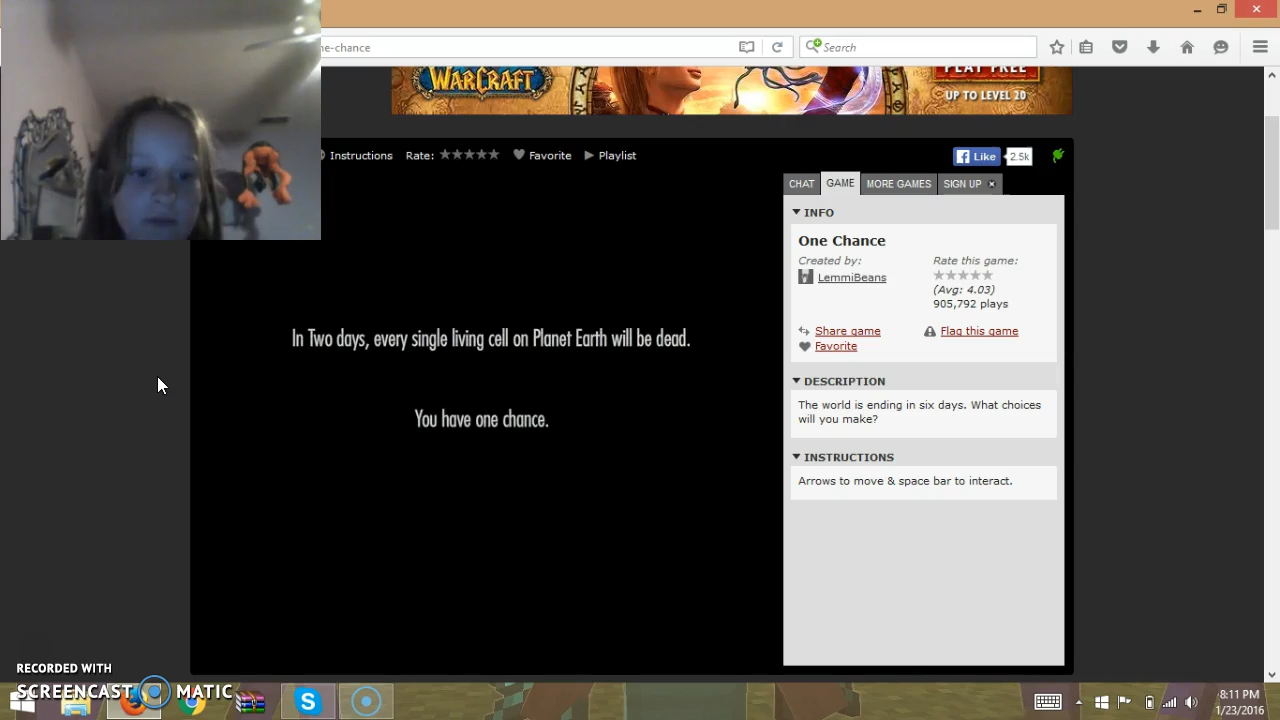 ne-chance
Search
WARCRAFT
PLAY FREE
UP TO LEVEL 20
Instructions Rate: Favorite Playlist
Like 2.5k
CHAT GAME MORE GAMES SIGN UP
INFO
One Chance
Created by:
LemmiBeans
Rate this game:
(Avg: 4.03)
905,792 plays
Share game
Flag this game
Favorite
DESCRIPTION
The world is ending in six days. What choices
will you make?
INSTRUCTIONS
Arrows to move & space bar to interact.
In Two days, every single living cell on Planet Earth will be dead.
You have one chance.
RECORDED WITH
SCREENCAST MATIC
8:11 PM
1/23/2016